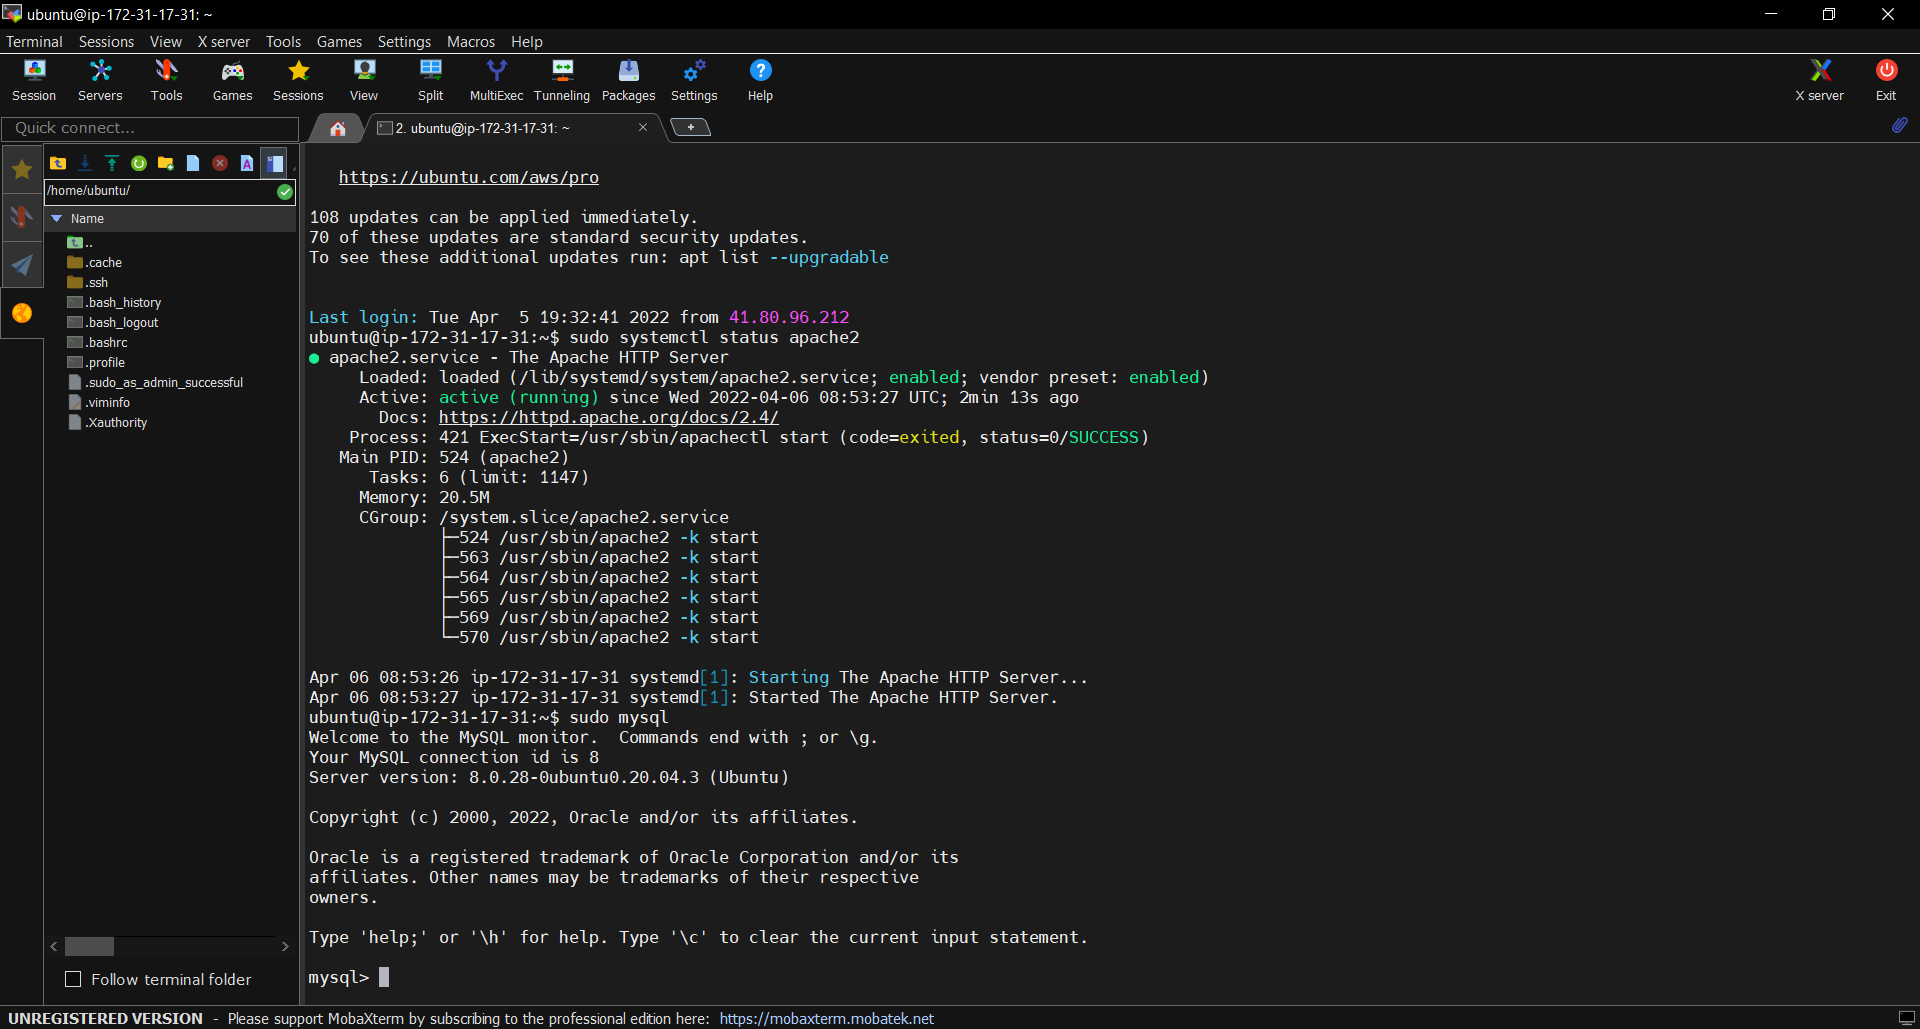 ubuntu@ip-172-31-17-31: ~
Terminal Sessions View X server Tools Games Settings Macros Help
Session Servers Tools Games Sessions View Split MultiExec Tunneling Packages Settings Help X server Exit
Quick connect...
2. ubuntu@ip-172-31-17-31: ~
/home/ubuntu/
Name
..
.cache
.ssh
.bash_history
.bash_logout
.bashrc
.profile
.sudo_as_admin_successful
.viminfo
.Xauthority
Follow terminal folder
https://ubuntu.com/aws/pro
108 updates can be applied immediately.
70 of these updates are standard security updates.
To see these additional updates run: apt list --upgradable
Last login: Tue Apr  5 19:32:41 2022 from 41.80.96.212
ubuntu@ip-172-31-17-31:~$ sudo systemctl status apache2
● apache2.service - The Apache HTTP Server
Loaded: loaded (/lib/systemd/system/apache2.service; enabled; vendor preset: enabled)
Active: active (running) since Wed 2022-04-06 08:53:27 UTC; 2min 13s ago
Docs: https://httpd.apache.org/docs/2.4/
Process: 421 ExecStart=/usr/sbin/apachectl start (code=exited, status=0/SUCCESS)
Main PID: 524 (apache2)
Tasks: 6 (limit: 1147)
Memory: 20.5M
CGroup: /system.slice/apache2.service
├─524 /usr/sbin/apache2 -k start
├─563 /usr/sbin/apache2 -k start
├─564 /usr/sbin/apache2 -k start
├─565 /usr/sbin/apache2 -k start
├─569 /usr/sbin/apache2 -k start
└─570 /usr/sbin/apache2 -k start
Apr 06 08:53:26 ip-172-31-17-31 systemd[1]: Starting The Apache HTTP Server...
Apr 06 08:53:27 ip-172-31-17-31 systemd[1]: Started The Apache HTTP Server.
ubuntu@ip-172-31-17-31:~$ sudo mysql
Welcome to the MySQL monitor.  Commands end with ; or \g.
Your MySQL connection id is 8
Server version: 8.0.28-0ubuntu0.20.04.3 (Ubuntu)
Copyright (c) 2000, 2022, Oracle and/or its affiliates.
Oracle is a registered trademark of Oracle Corporation and/or its
affiliates. Other names may be trademarks of their respective
owners.
Type 'help;' or '\h' for help. Type '\c' to clear the current input statement.
mysql>
UNREGISTERED VERSION - Please support MobaXterm by subscribing to the professional edition here: https://mobaxterm.mobatek.net